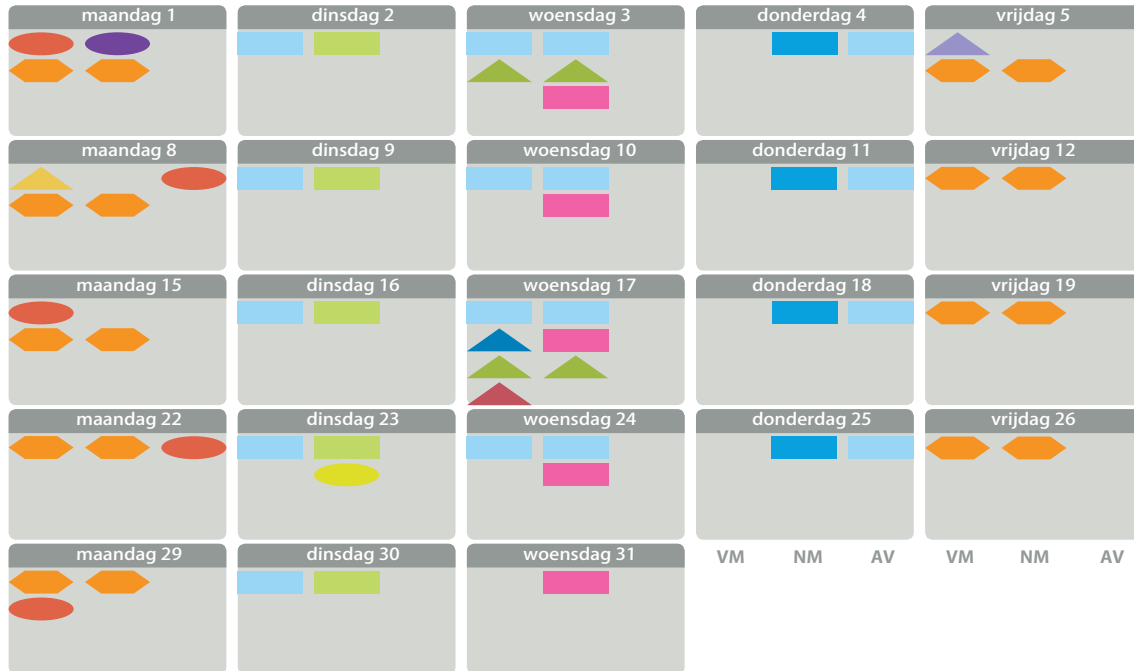 maandag 1 dinsdag 2 woensdag 3 donderdag 4 vrijdag 5
maandag 8 dinsdag 9 woensdag 10 donderdag 11 vrijdag 12
maandag 15 dinsdag 16 woensdag 17 donderdag 18 vrijdag 19
maandag 22 dinsdag 23 woensdag 24 donderdag 25 vrijdag 26
maandag 29 dinsdag 30 woensdag 31 VM NM AV VM NM AV